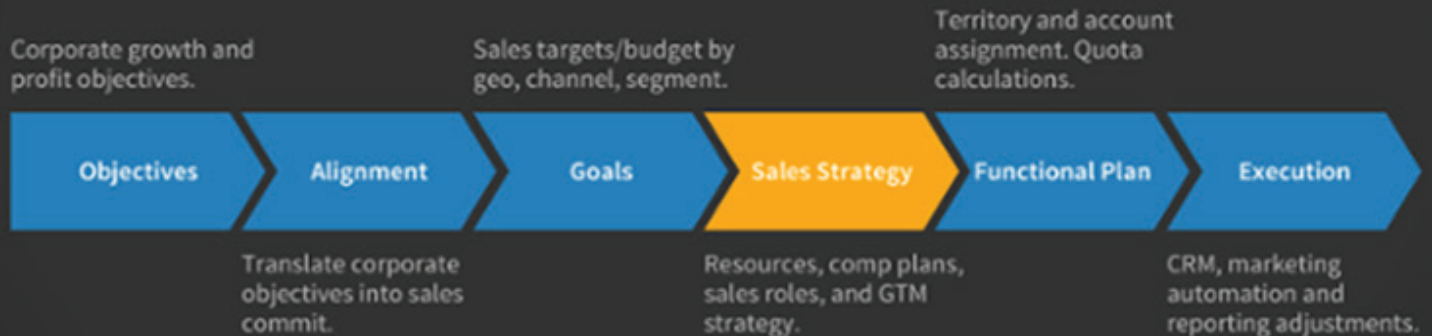 Corporate growth and
profit objectives.
Sales targets/budget by
geo, channel, segment.
Territory and account
assignment. Quota
calculations.
Objectives
Alignment
Goals
Sales Strategy
Functional Plan
Execution
Translate corporate
objectives into sales
commit.
Resources, comp plans,
sales roles, and GTM
strategy.
CRM, marketing
automation and
reporting adjustments.